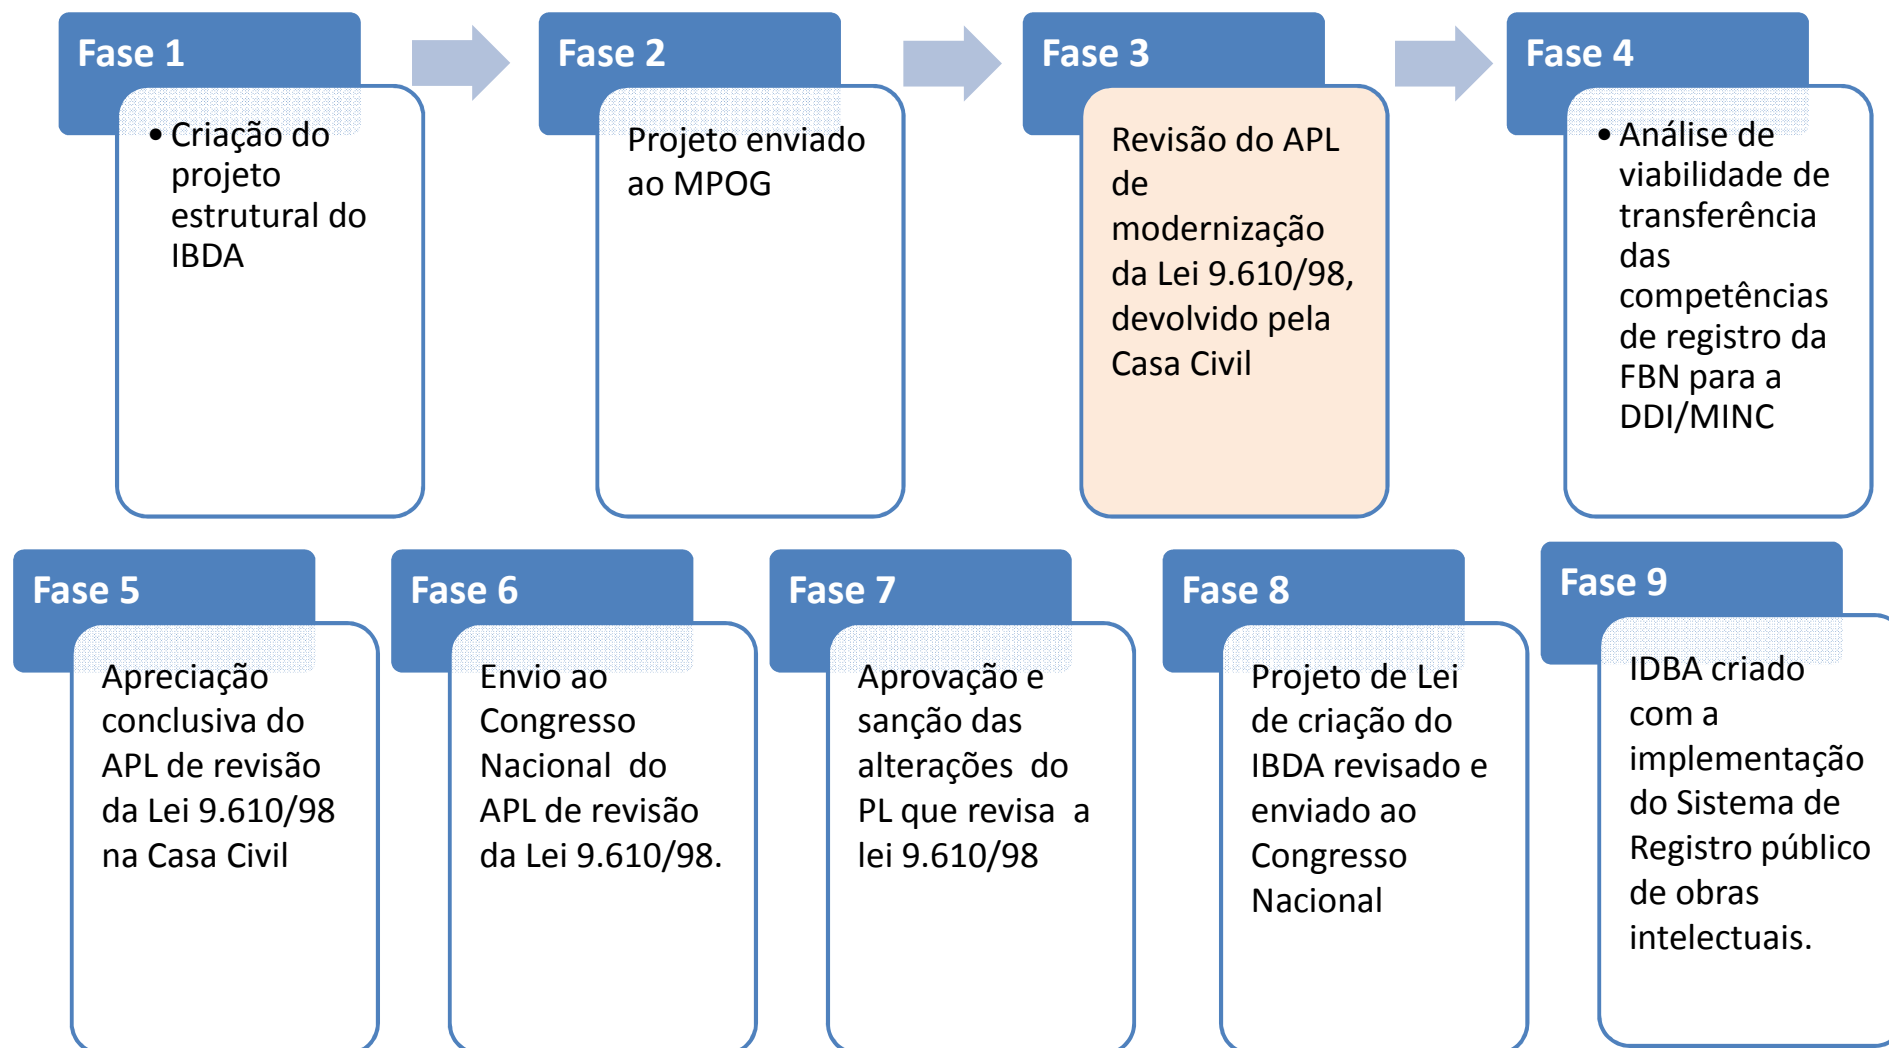 Fase 1
• Criação do
projeto
estrutural do
IBDA
Fase 2
Projeto enviado
ao MPOG
Fase 3
Revisão do APL
de
modernização
da Lei 9.610/98,
devolvido pela
Casa Civil
Fase 4
• Análise de
viabilidade de
transferência
das
competências
de registro da
FBN para a
DDI/MINC
Fase 5
Apreciação
conclusiva do
APL de revisão
da Lei 9.610/98
na Casa Civil
Fase 6
Envio ao
Congresso
Nacional do
APL de revisão
da Lei 9.610/98.
Fase 7
Aprovação e
sanção das
alterações do
PL que revisa a
lei 9.610/98
Fase 8
Projeto de Lei
de criação do
IBDA revisado e
enviado ao
Congresso
Nacional
Fase 9
IDBA criado
com a
implementação
do Sistema de
Registro público
de obras
intelectuais.